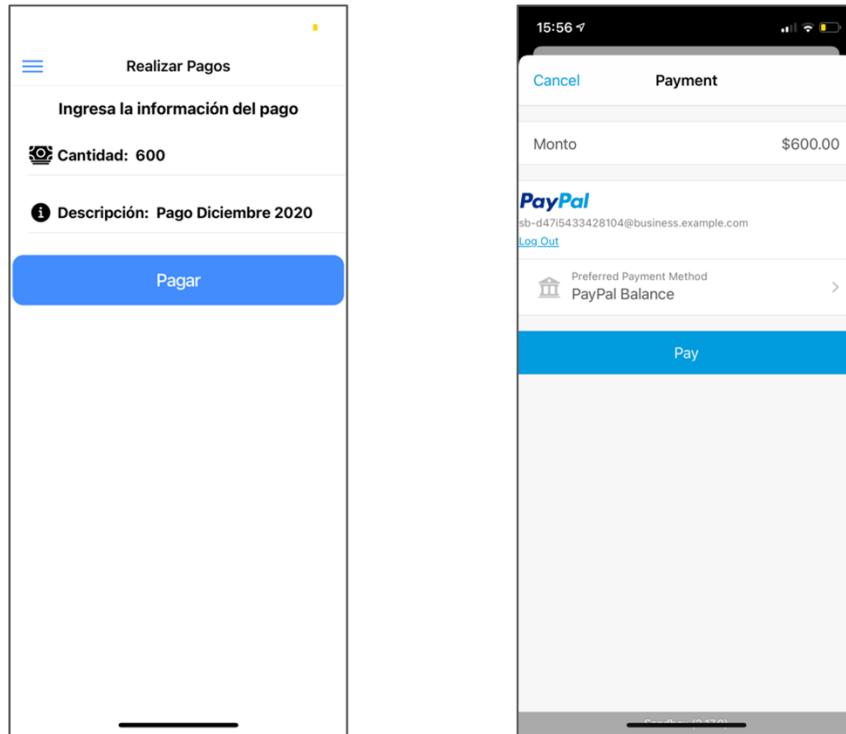 Realizar Pagos
Ingresa la información del pago
Cantidad: 600
Descripción: Pago Diciembre 2020
Pagar
15:56
Cancel
Payment
Monto $600.00
PayPal
sb-d47i5433428104@business.example.com
Log Out
Preferred Payment Method
PayPal Balance
Pay